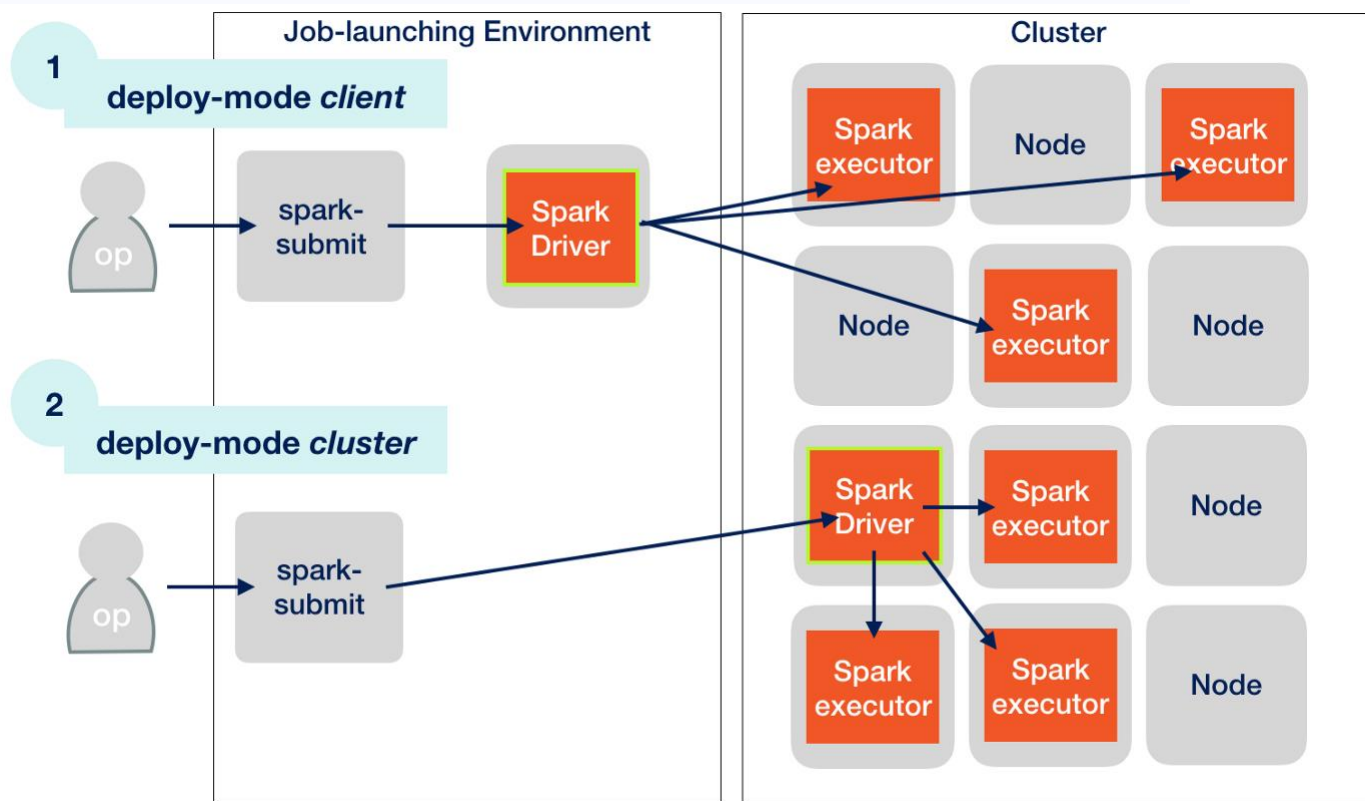 Job-launching Environment
Cluster
1
deploy-mode client
op
spark-
submit
Spark
Driver
Spark
executor
Node
Spark
executor
Node
Spark
executor
Node
2
deploy-mode cluster
op
spark-
submit
Spark
Driver
Spark
executor
Node
Spark
executor
Spark
executor
Node